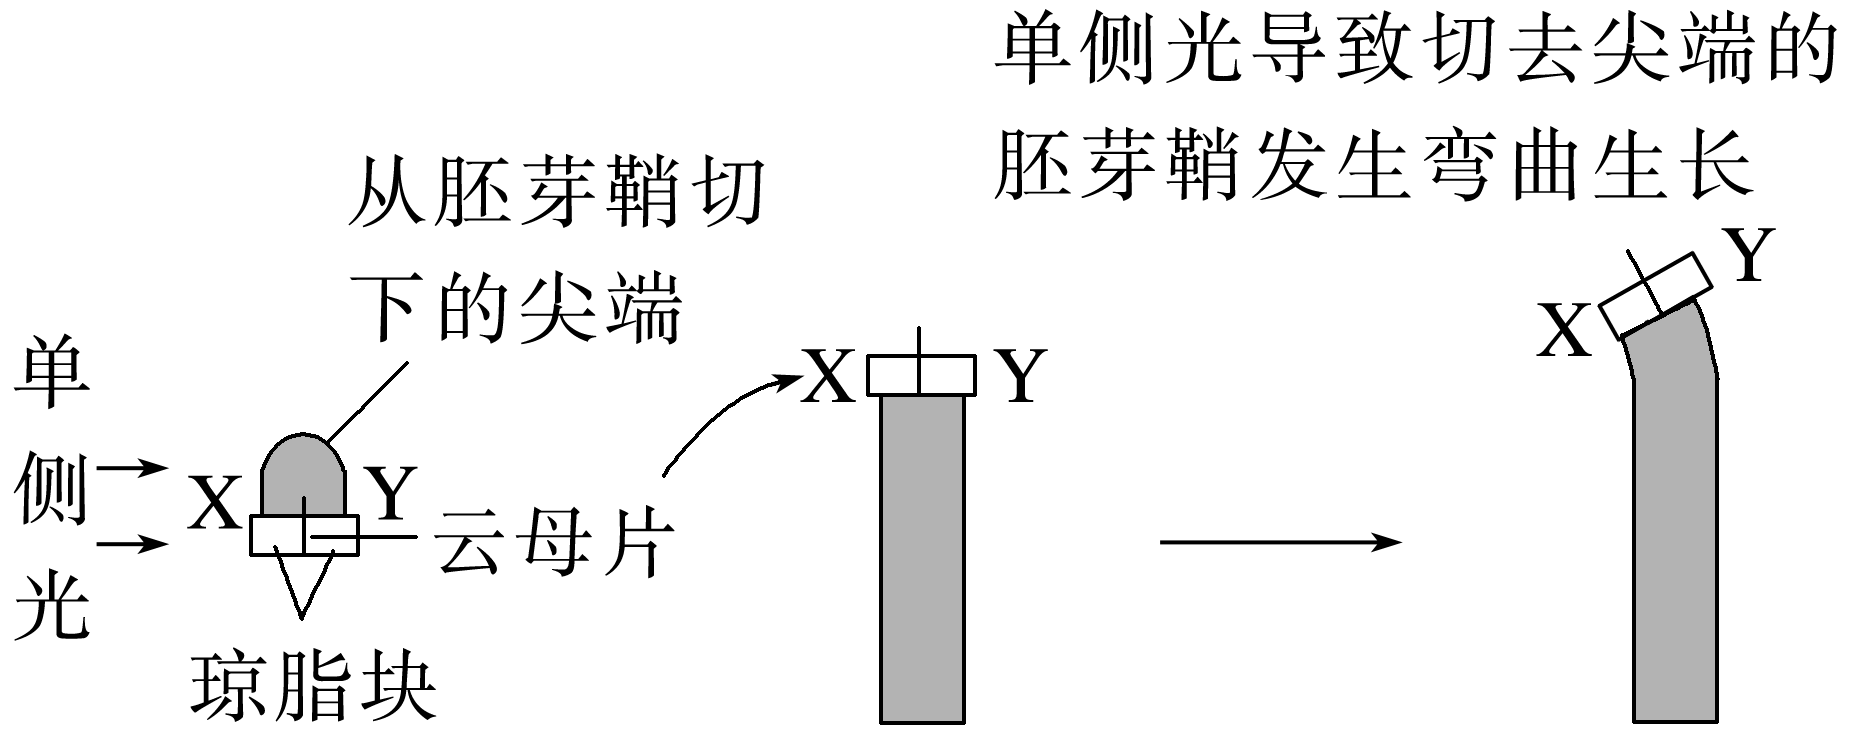 单侧光导致切去尖端的
胚芽鞘发生弯曲生长
从胚芽鞘切
下的尖端
单侧光
X
Y
云母片
琼脂块
X
Y
X
Y